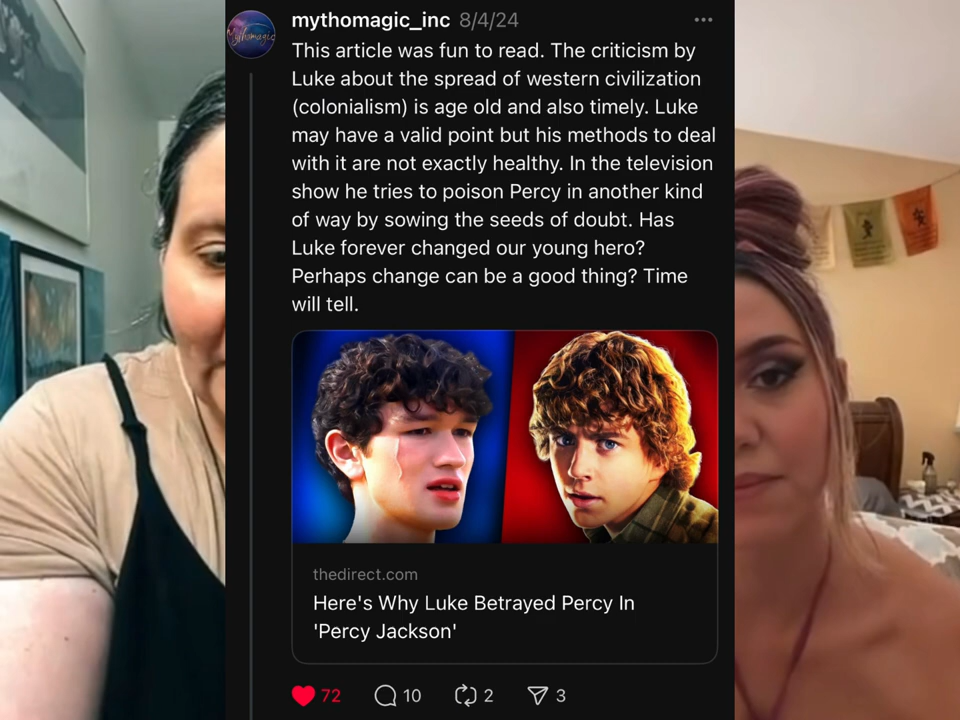 mythomagic_inc 8/4/24
This article was fun to read. The criticism by
Luke about the spread of western civilization
(colonialism) is age old and also timely. Luke
may have a valid point but his methods to deal
with it are not exactly healthy. In the television
show he tries to poison Percy in another kind
of way by sowing the seeds of doubt. Has
Luke forever changed our young hero?
Perhaps change can be a good thing? Time
will tell.
thedirect.com
Here's Why Luke Betrayed Percy In
'Percy Jackson'
72 10 2 3